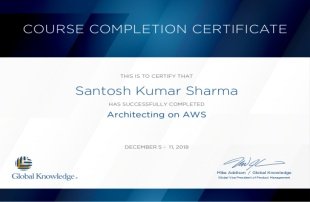 COURSE COMPLETION CERTIFICATE
THIS IS TO CERTIFY THAT
Santosh Kumar Sharma
HAS SUCCESSFULLY COMPLETED
Architecting on AWS
DECEMBER 5 - 11, 2018
Global Knowledge®
Mike Jobitson / Global Knowledge
Global Vice President of Product Management